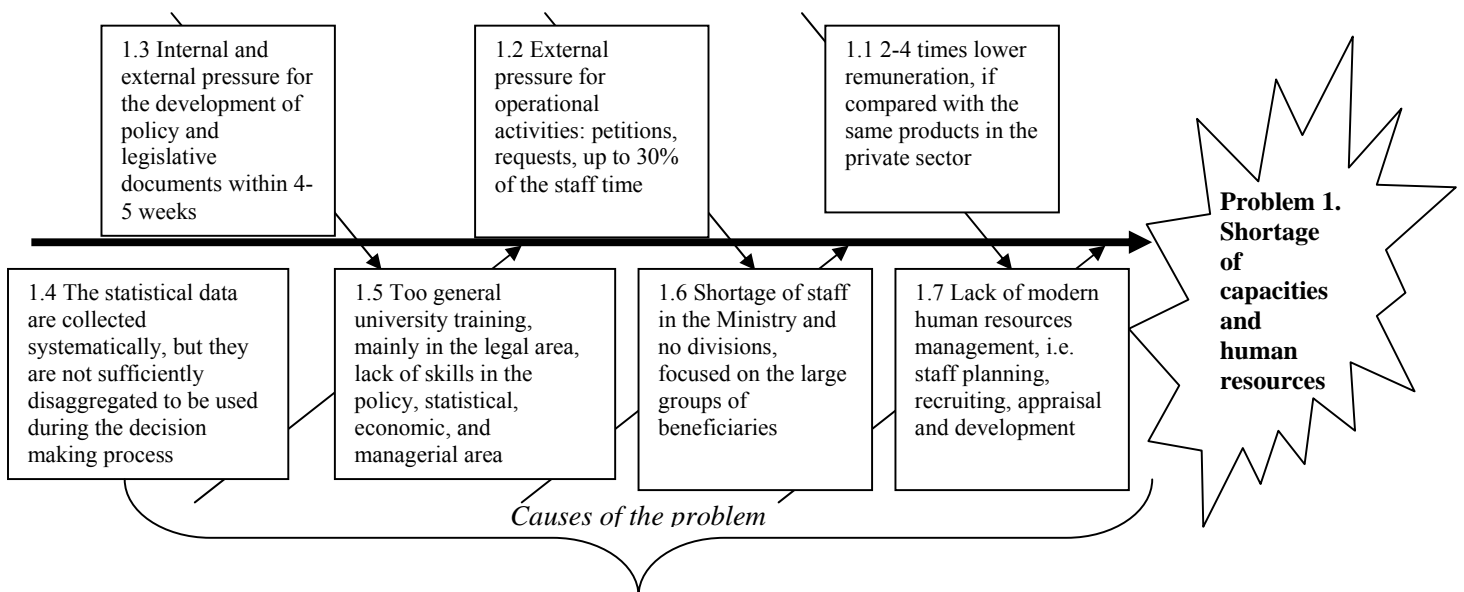 1.3 Internal and
external pressure for
the development of
policy and
legislative
documents within 4-
5 weeks
1.2 External
pressure for
operational
activities: petitions,
requests, up to 30%
of the staff time
1.1 2-4 times lower
remuneration, if
compared with the
same products in the
private sector
Problem 1.
Shortage
of
capacities
and
human
resources
1.4 The statistical data
are collected
systematically, but they
are not sufficiently
disaggregated to be used
during the decision
making process
1.5 Too general
university training,
mainly in the legal area,
lack of skills in the
policy, statistical,
economic, and
managerial area
1.6 Shortage of staff
in the Ministry and
no divisions,
focused on the large
groups of
beneficiaries
1.7 Lack of modern
human resources
management, i.e.
staff planning,
recruiting, appraisal
and development
Causes of the problem